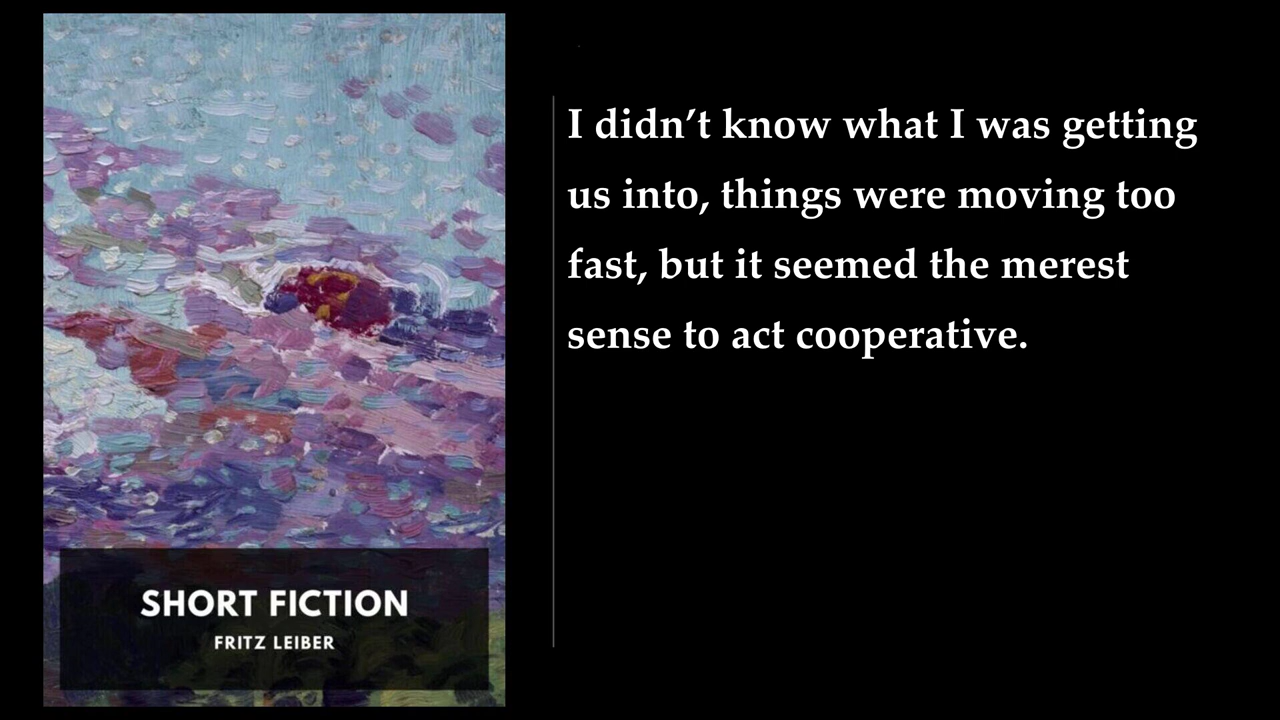 I didn’t know what I was getting
us into, things were moving too
fast, but it seemed the merest
sense to act cooperative.
SHORT FICTION
FRITZ LEIBER